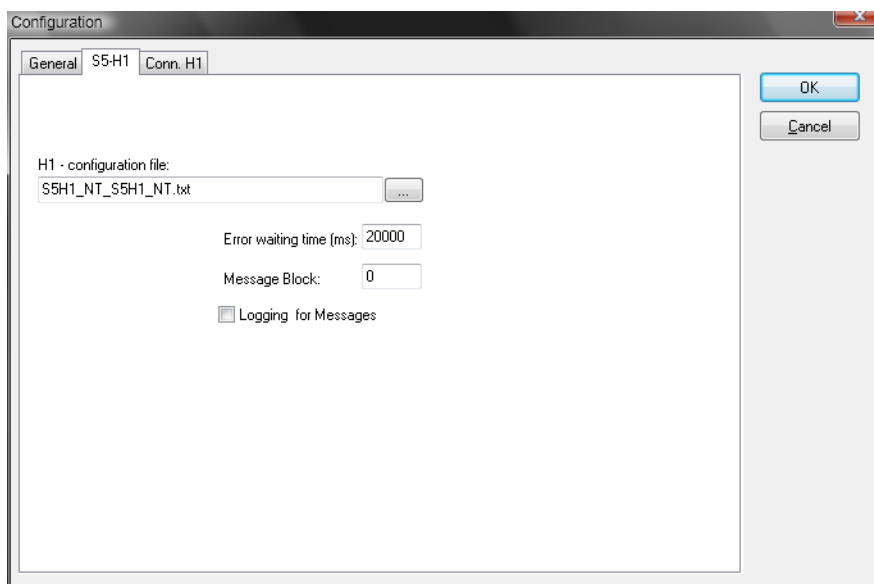 Configuration
General S5-H1 Conn. H1
OK
Cancel
H1 - configuration file:
S5H1_NT_S5H1_NT.txt ...
Error waiting time (ms): 20000
Message Block: 0
Logging for Messages